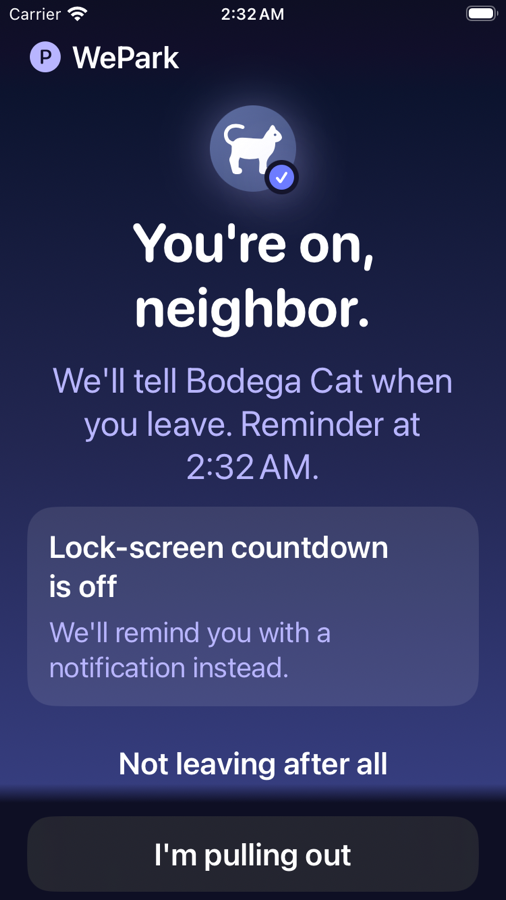 Carrier 2:32 AM
P WePark
You're on,
neighbor.
We'll tell Bodega Cat when
you leave. Reminder at
2:32 AM.
Lock-screen countdown
is off
We'll remind you with a
notification instead.
Not leaving after all
I'm pulling out